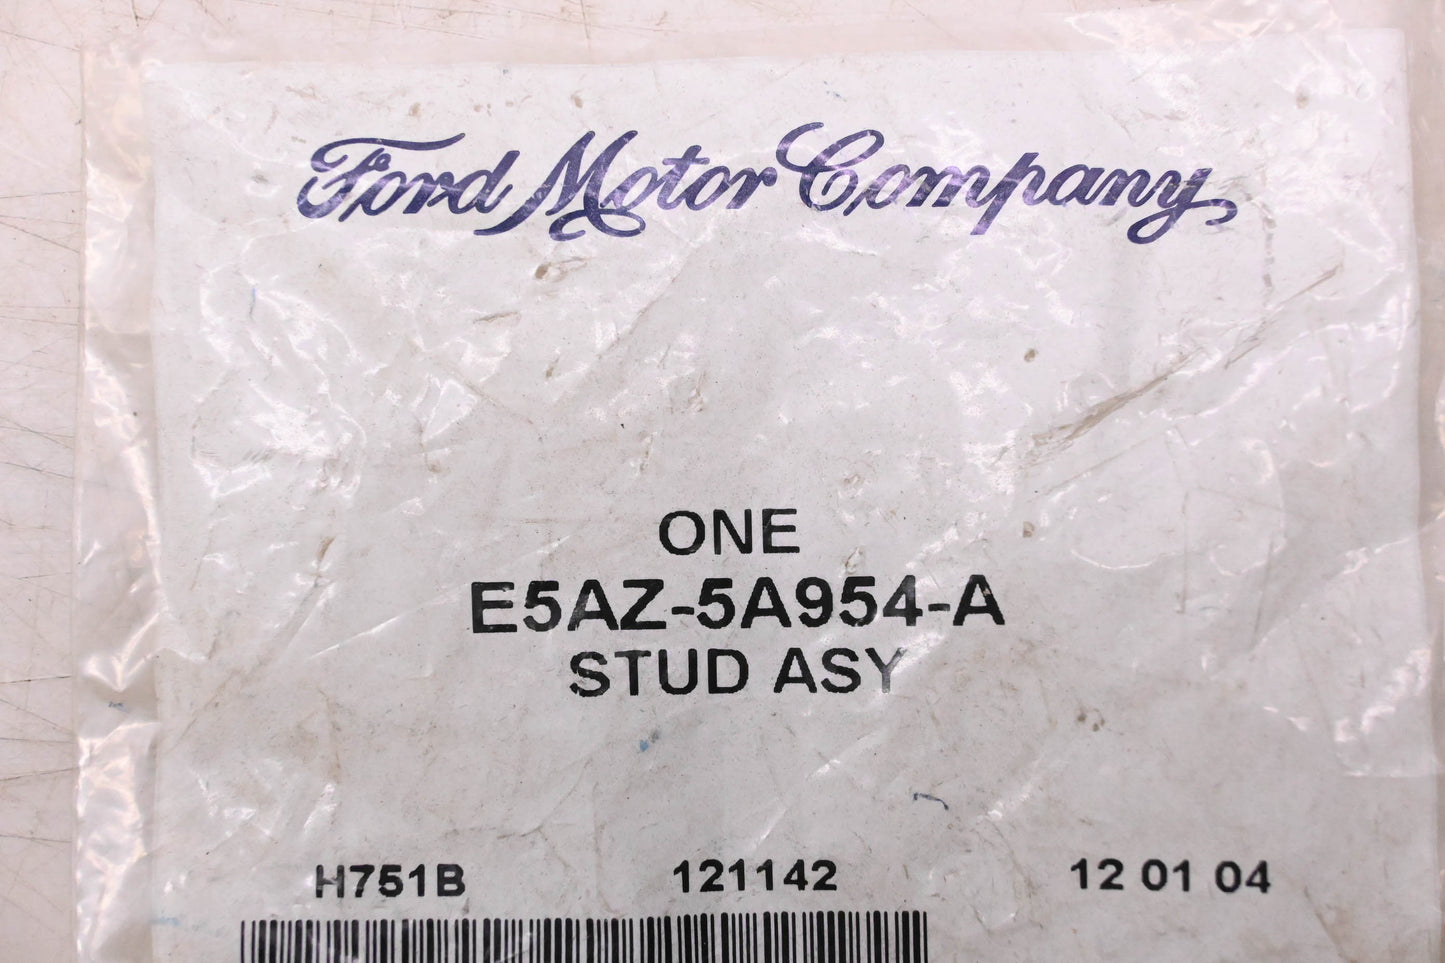 Ford Motor Company
ONE
E5AZ-5A954-A
STUD ASY
H751B 121142 12 01 04